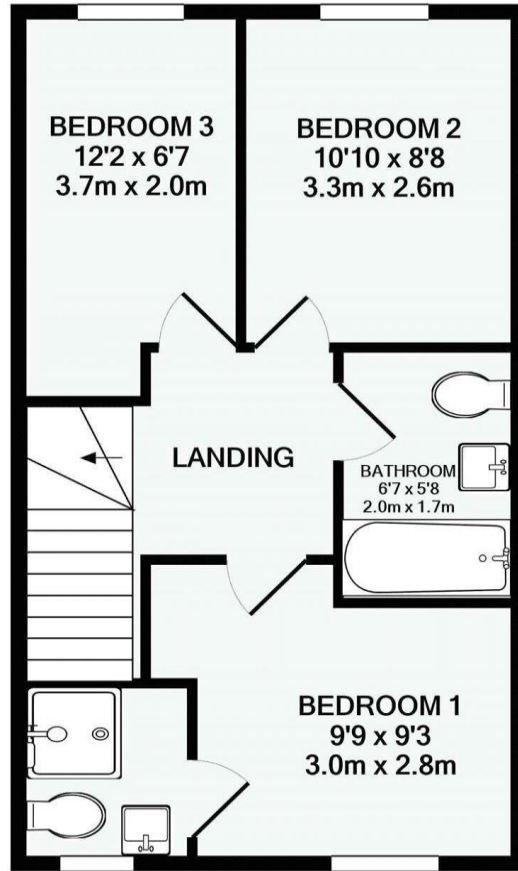 BEDROOM 3
12'2 x 6'7
3.7m x 2.0m
BEDROOM 2
10'10 x 8'8
3.3m x 2.6m
LANDING
BATHROOM
6'7 x 5'8
2.0m x 1.7m
BEDROOM 1
9'9 x 9'3
3.0m x 2.8m